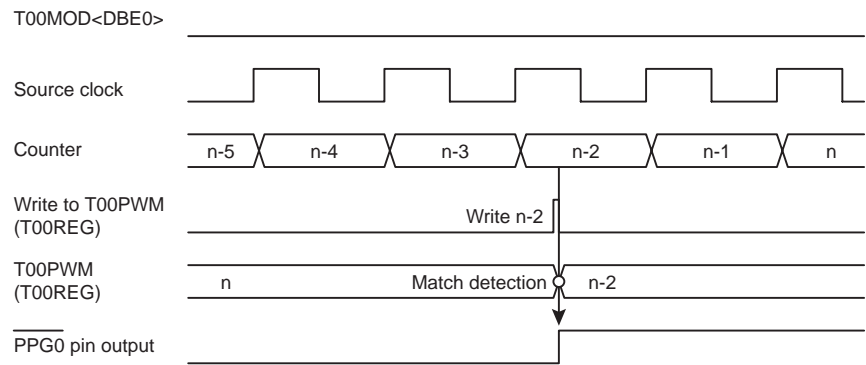 T00MOD<DBE0>
Source clock
Counter n-5 n-4 n-3 n-2 n-1 n
Write to T00PWM
(T00REG) Write n-2
T00PWM
(T00REG) n Match detection n-2
PPG0 pin output